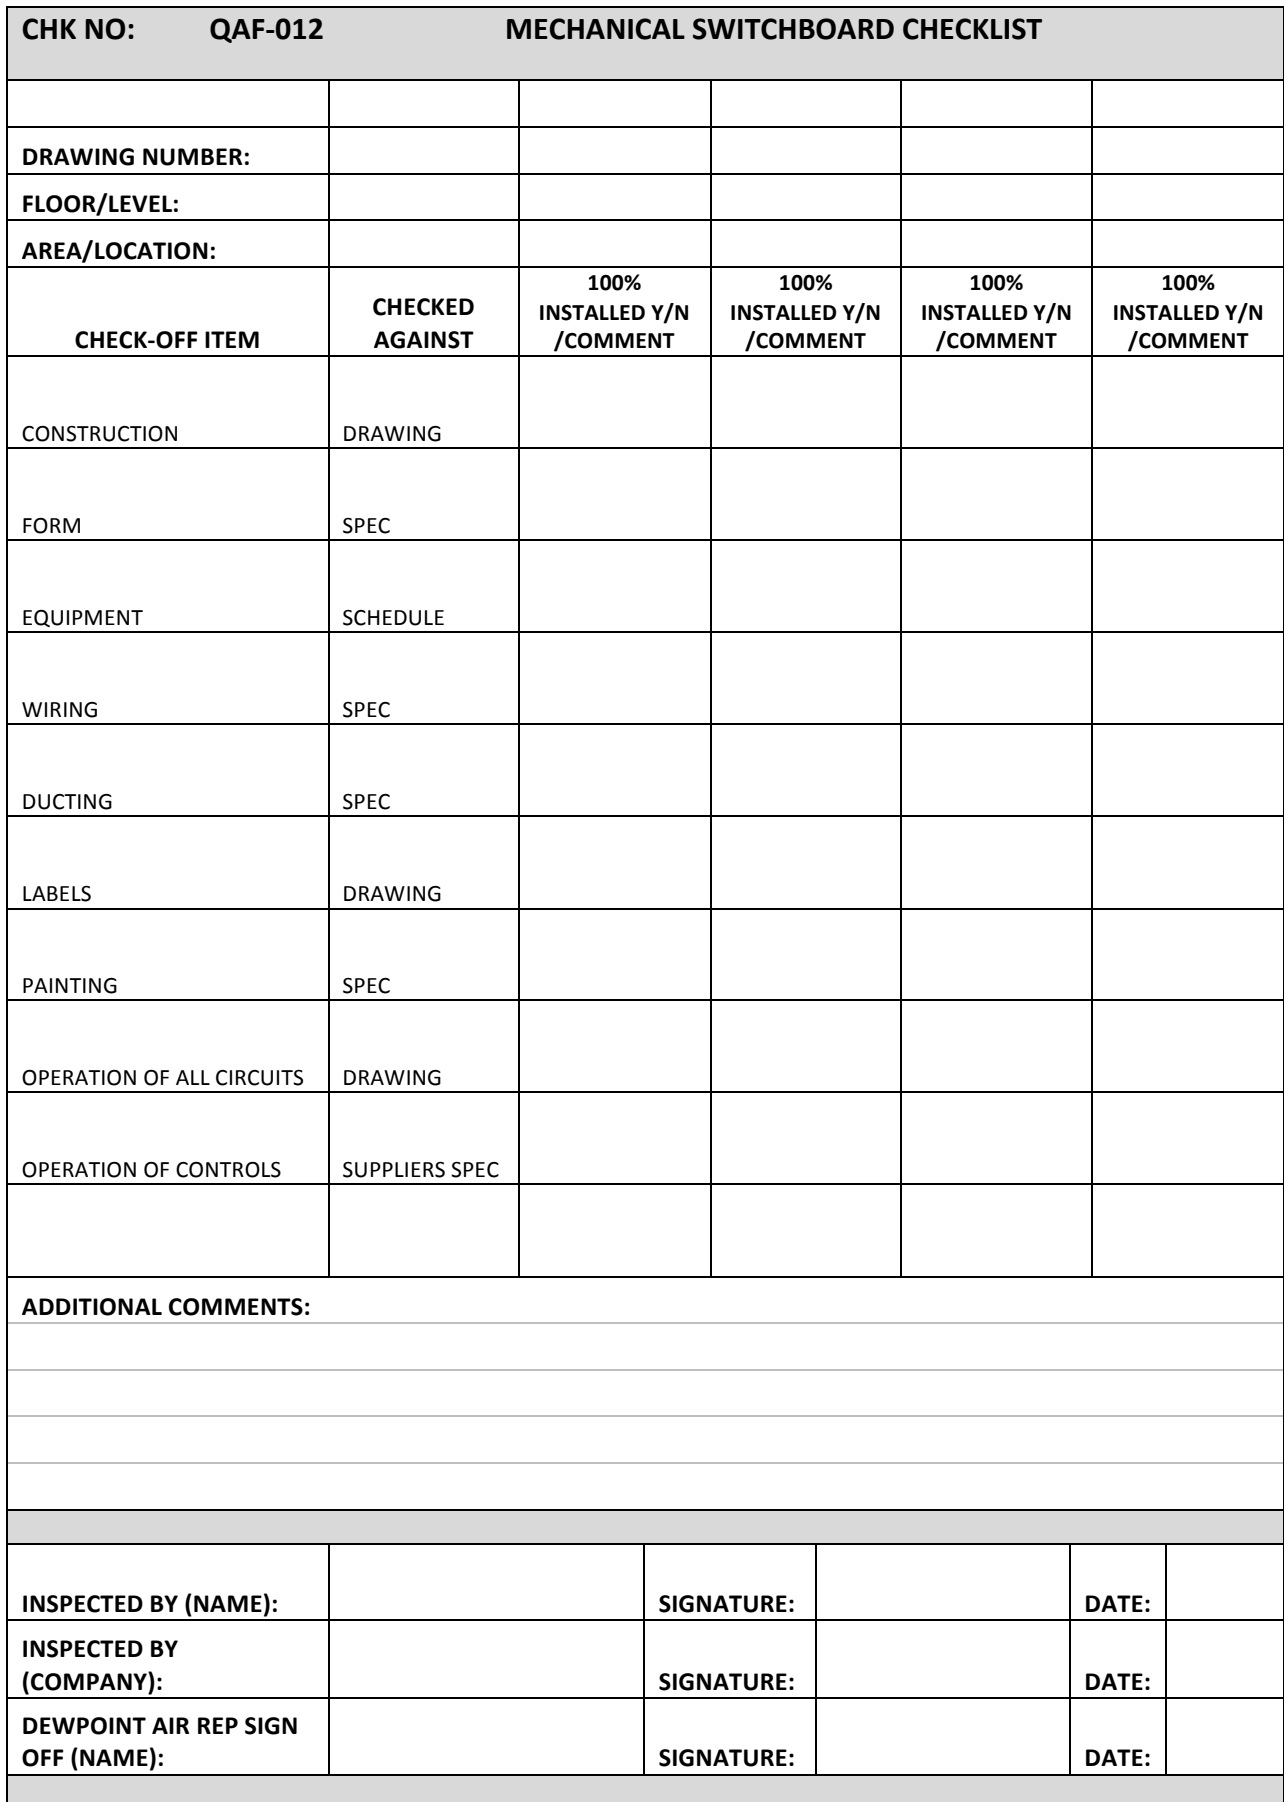 CHK NO: QAF-012 MECHANICAL SWITCHBOARD CHECKLIST
DRAWING NUMBER:
FLOOR/LEVEL:
AREA/LOCATION:
CHECK-OFF ITEM
CHECKED
AGAINST
100%
INSTALLED Y/N
/COMMENT
100%
INSTALLED Y/N
/COMMENT
100%
INSTALLED Y/N
/COMMENT
100%
INSTALLED Y/N
/COMMENT
CONSTRUCTION DRAWING
FORM SPEC
EQUIPMENT SCHEDULE
WIRING SPEC
DUCTING SPEC
LABELS DRAWING
PAINTING SPEC
OPERATION OF ALL CIRCUITS DRAWING
OPERATION OF CONTROLS SUPPLIERS SPEC
ADDITIONAL COMMENTS:
INSPECTED BY (NAME): SIGNATURE: DATE:
INSPECTED BY
(COMPANY): SIGNATURE: DATE:
DEWPOINT AIR REP SIGN
OFF (NAME): SIGNATURE: DATE: